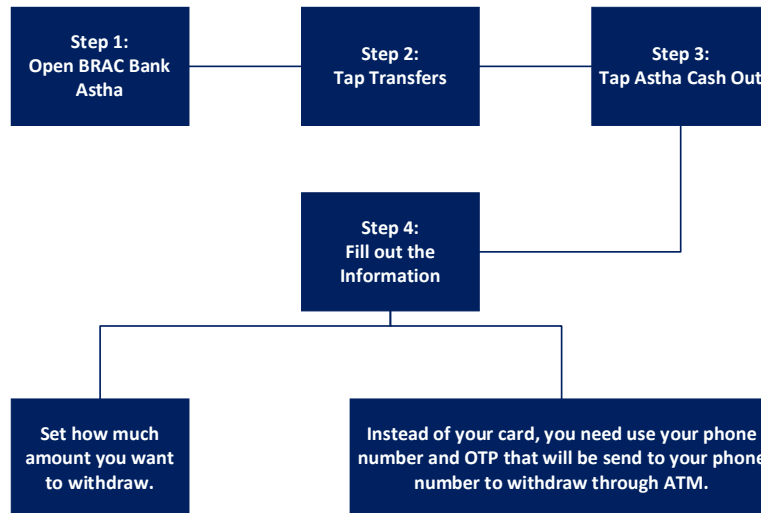 Step 1:
Open BRAC Bank
Astha
Step 2:
Tap Transfers
Step 3:
Tap Astha Cash Out
Step 4:
Fill out the
Information
Set how much
amount you want
to withdraw.
Instead of your card, you need use your phone
number and OTP that will be send to your phone
number to withdraw through ATM.